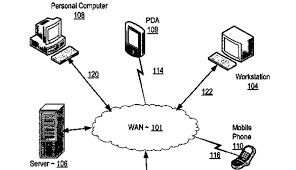 Personal Computer
108
PDA
109
120
114
122
Workstation
104
WAN ~ 101
Server ~ 106
Mobile
Phone
110
116